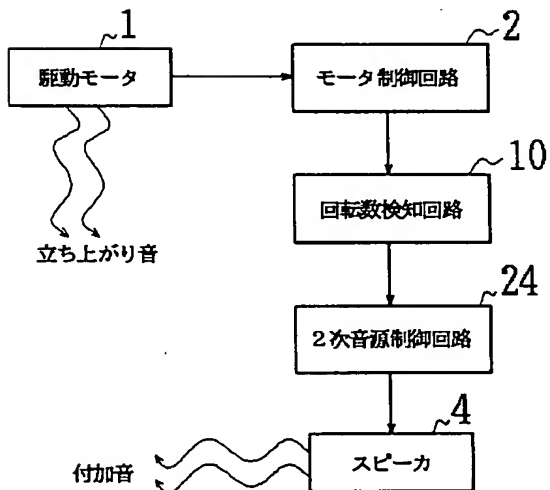 1
駆動モータ
2
モータ制御回路
10
回転数検知回路
立ち上がり音
24
2次音源制御回路
4
スピーカ
付加音